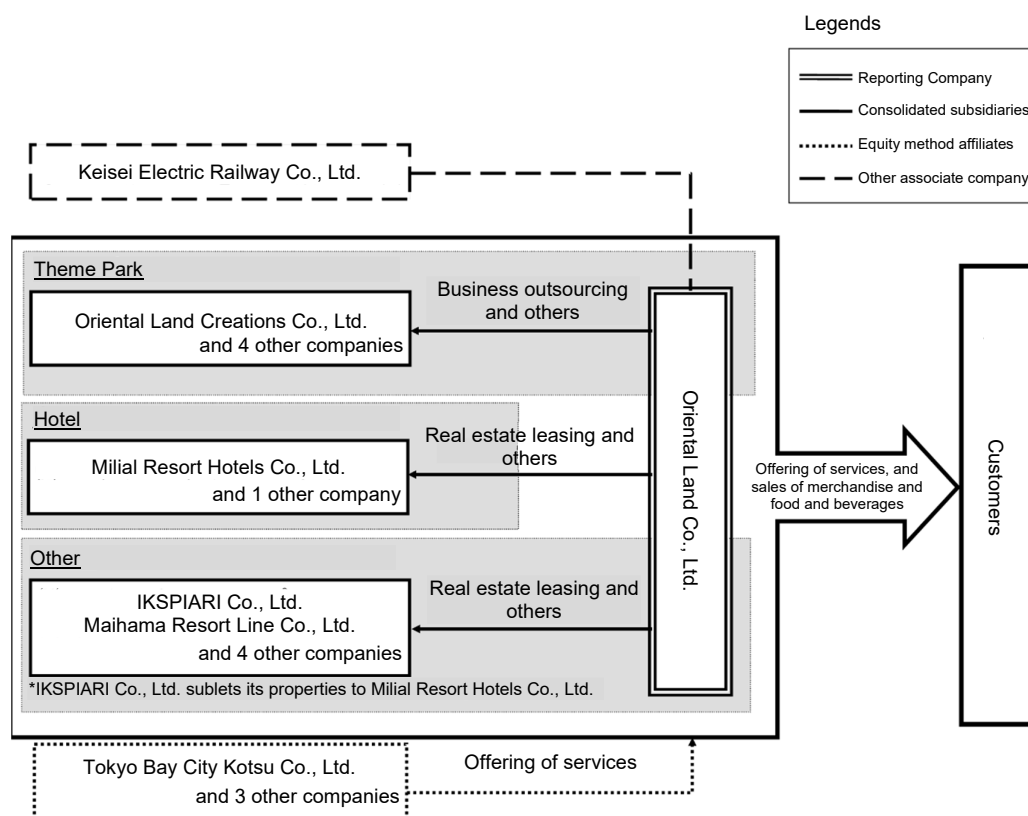 Legends
Reporting Company
Consolidated subsidiaries
Equity method affiliates
Other associate company
Keisei Electric Railway Co., Ltd.
Theme Park
Oriental Land Creations Co., Ltd.
and 4 other companies
Business outsourcing
and others
Hotel
Milial Resort Hotels Co., Ltd.
and 1 other company
Real estate leasing and
others
Other
IKSPIARI Co., Ltd.
Maihama Resort Line Co., Ltd.
and 4 other companies
Real estate leasing and
others
*IKSPIARI Co., Ltd. sublets its properties to Milial Resort Hotels Co., Ltd.
Oriental Land Co., Ltd.
Offering of services, and
sales of merchandise and
food and beverages
Customers
Tokyo Bay City Kotsu Co., Ltd.
and 3 other companies
Offering of services